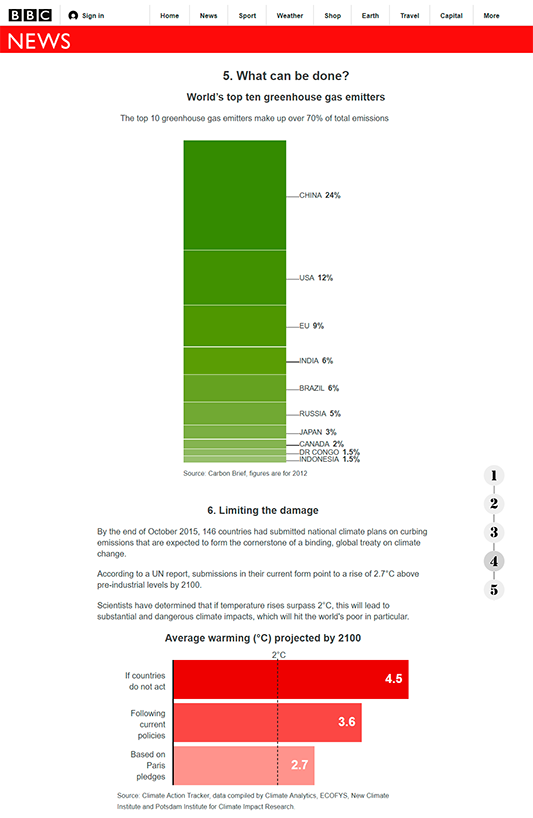 BBC Sign in Home News Sport Weather Shop Earth Travel Capital More
NEWS
5. What can be done?
World's top ten greenhouse gas emitters
The top 10 greenhouse gas emitters make up over 70% of total emissions
CHINA 24%
USA 12%
EU 9%
INDIA 6%
BRAZIL 6%
RUSSIA 5%
JAPAN 3%
CANADA 2%
DR CONGO 1.5%
INDONESIA 1.5%
Source: Carbon Brief, figures are for 2012
1
2
3
4
5
6. Limiting the damage
By the end of October 2015, 146 countries had submitted national climate plans on curbing
emissions that are expected to form the cornerstone of a binding, global treaty on climate
change.
According to a UN report, submissions in their current form point to a rise of 2.7°C above
pre-industrial levels by 2100.
Scientists have determined that if temperature rises surpass 2°C, this will lead to
substantial and dangerous climate impacts, which will hit the world's poor in particular.
Average warming (°C) projected by 2100
2°C
If countries
do not act
4.5
Following
current
policies
3.6
Based on
Paris
pledges
2.7
Source: Climate Action Tracker, data compiled by Climate Analytics, ECOFYS, New Climate
Institute and Potsdam Institute for Climate Impact Research.